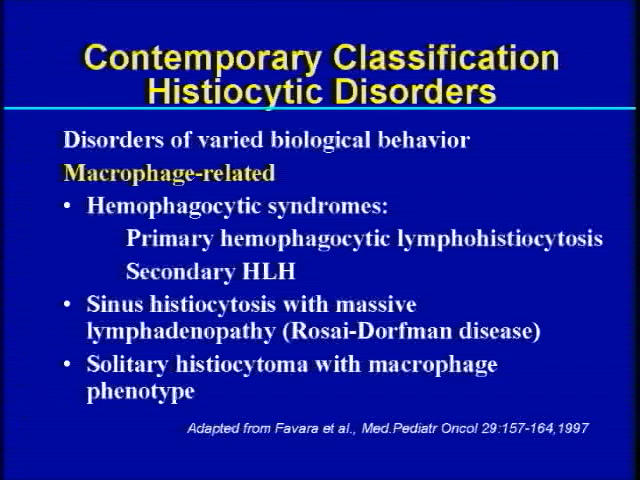 Contemporary Classification
Histiocytic Disorders
Disorders of varied biological behavior
Macrophage-related
• Hemophagocytic syndromes:
Primary hemophagocytic lymphohistiocytosis
Secondary HLH
• Sinus histiocytosis with massive
lymphadenopathy (Rosai-Dorfman disease)
• Solitary histiocytoma with macrophage
phenotype
Adapted from Favara et al., Med.Pediatr Oncol 29:157-164,1997